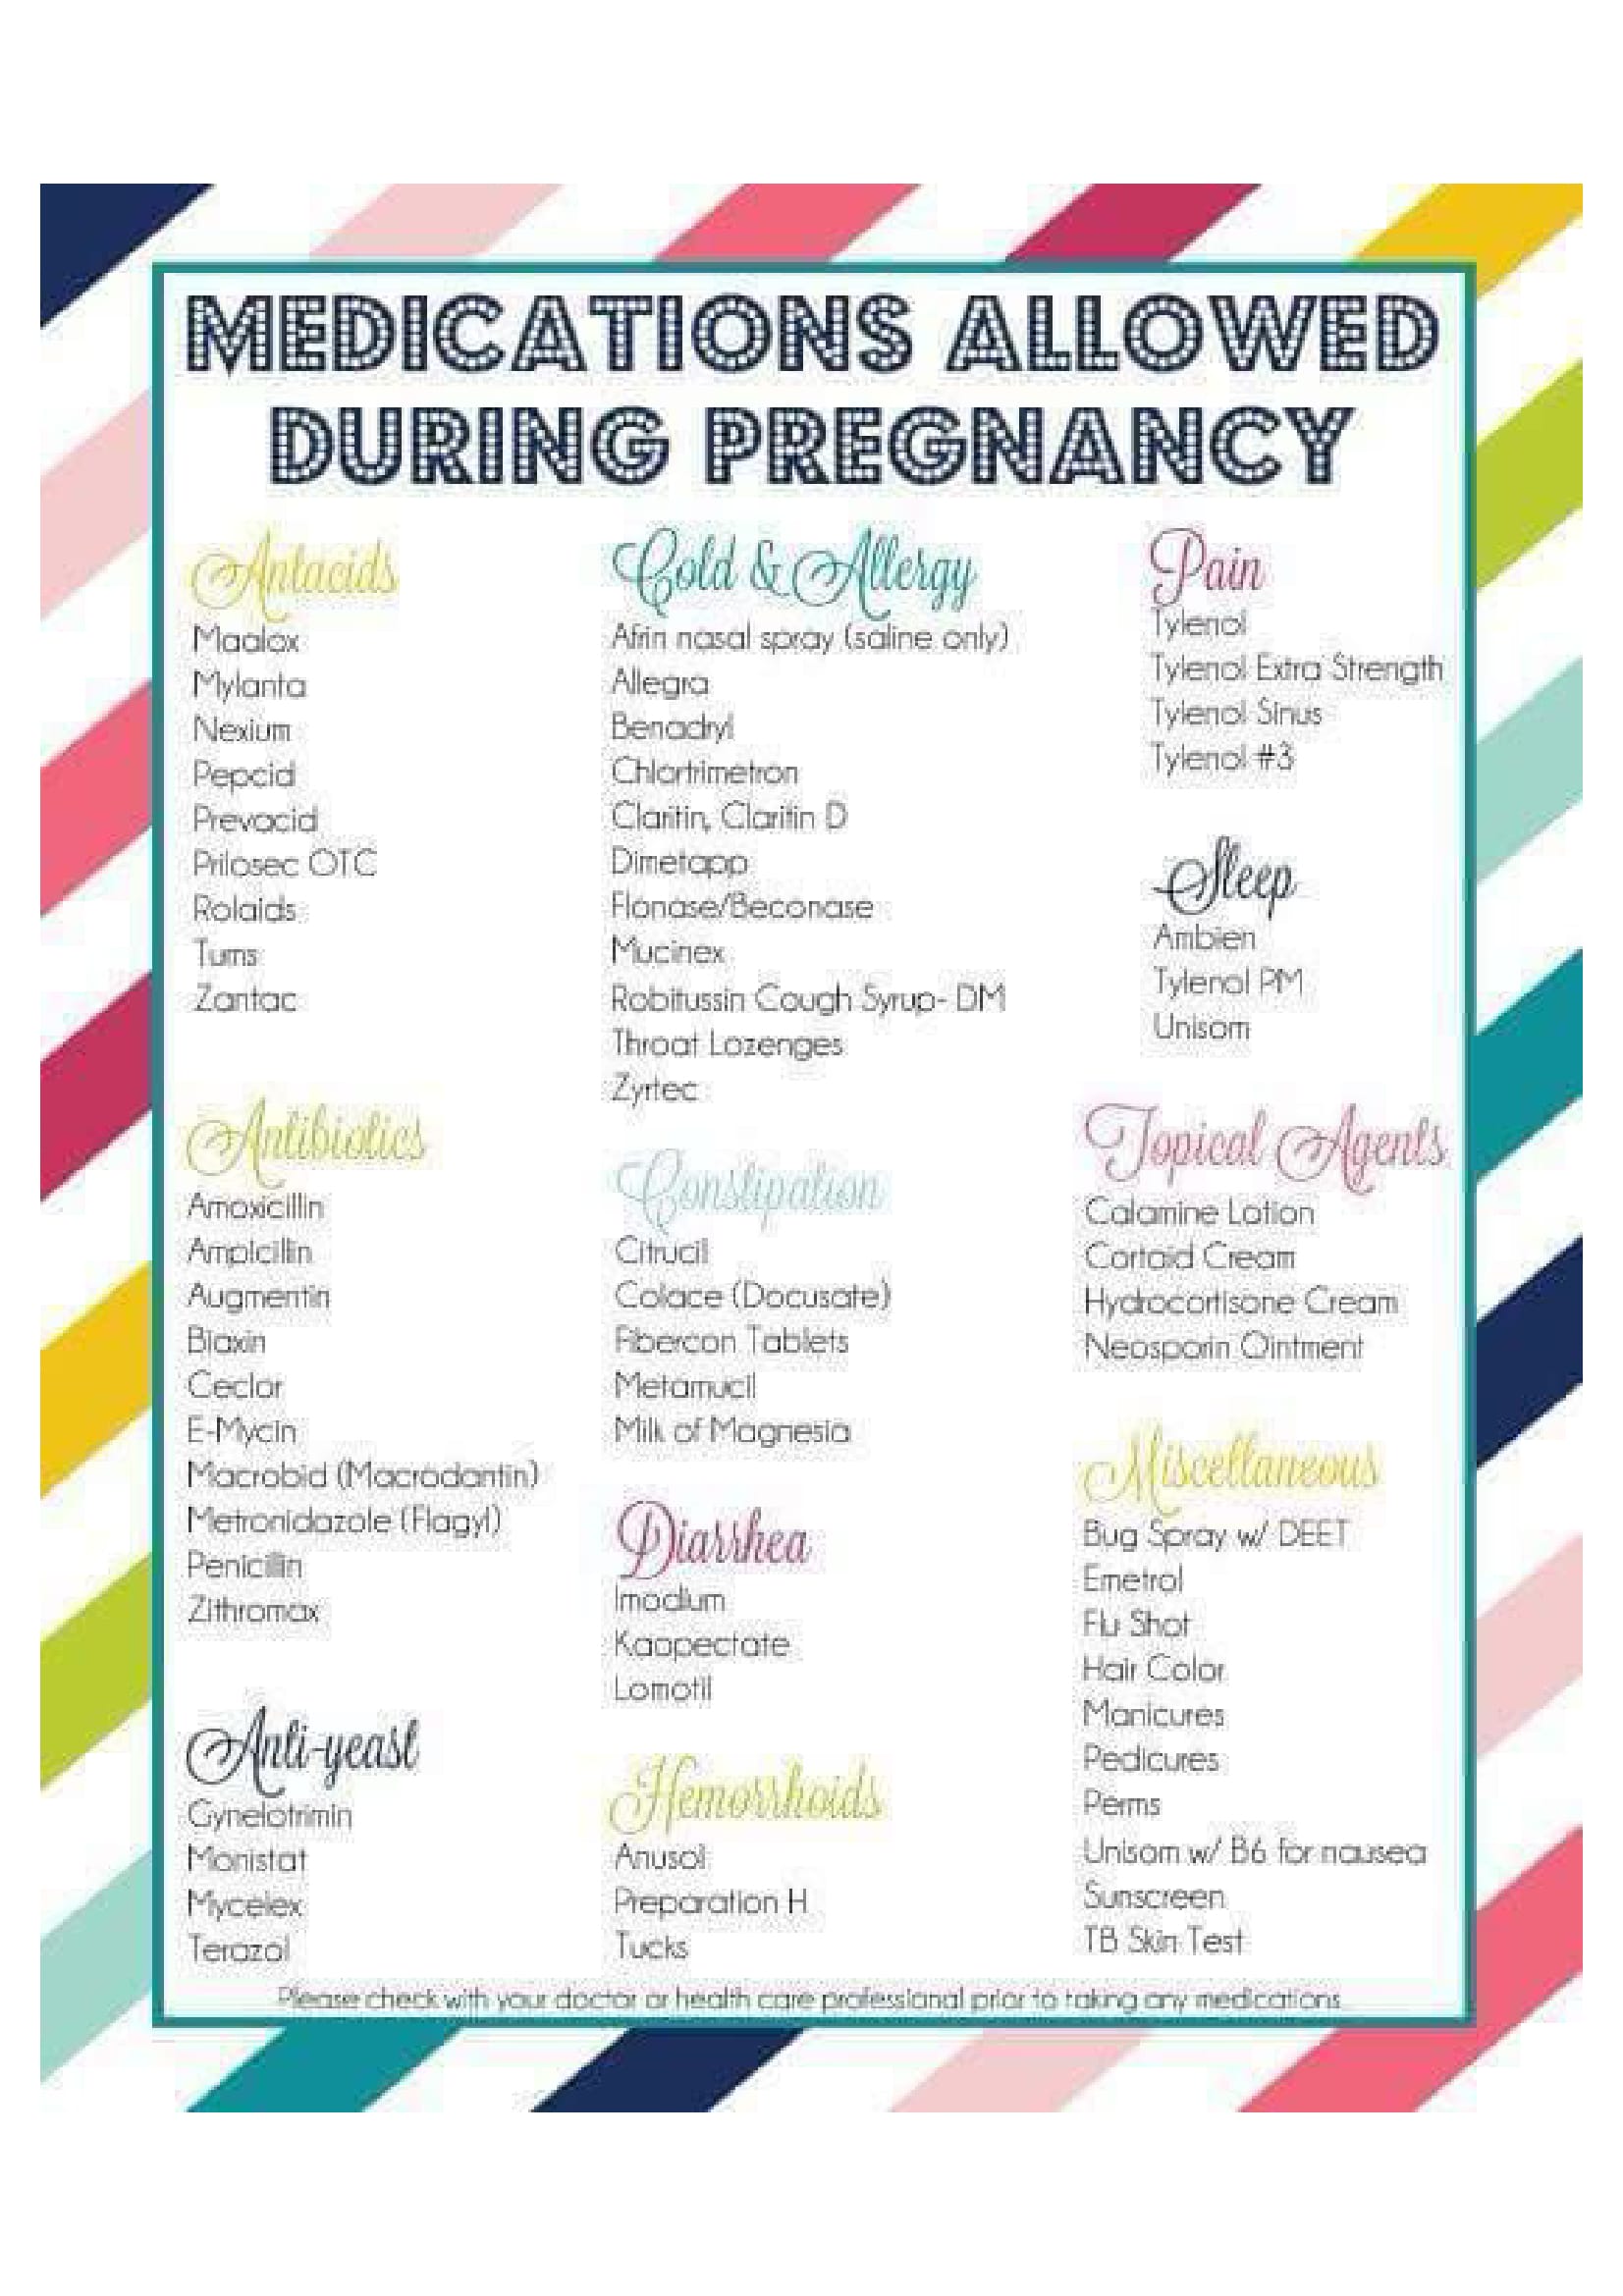 MEDICATIONS ALLOWED
DURING PREGNANCY
Antacids
Maalox
Mylanta
Nexium
Pepcid
Prevacid
Prilosec OTC
Rolaids
Tums
Zantac
Antibiotics
Amoxicillin
Ampicillin
Augmentin
Biaxin
Ceclor
E-Mycin
Macrobid (Macrodantin)
Metronidazole (Flagyl)
Penicillin
Zithromax
Anti-yeast
Gynelotrimin
Monistat
Mycelex
Terazol
Cold & Allergy
Afrin nasal spray (saline only)
Allegra
Benadryl
Chlortrimetron
Claritin, Claritin D
Dimetapp
Flonase/Beconase
Mucinex
Robitussin Cough Syrup- DM
Throat Lozenges
Zyrtec
Constipation
Citrucil
Colace (Docusate)
Fibercon Tablets
Metamucil
Milk of Magnesia
Diarrhea
Imodium
Kaopectate
Lomotil
Hemorrhoids
Anusol
Preparation H
Tucks
Pain
Tylenol
Tylenol Extra Strength
Tylenol Sinus
Tylenol #3
Sleep
Ambien
Tylenol PM
Unisom
Topical Agents
Calamine Lotion
Cortaid Cream
Hydrocortisone Cream
Neosporin Ointment
Miscellaneous
Bug Spray w/ DEET
Emetrol
Flu Shot
Hair Color
Manicures
Pedicures
Perms
Unisom w/ B6 for nausea
Sunscreen
TB Skin Test
Please check with your doctor or health care professional prior to taking any medications.